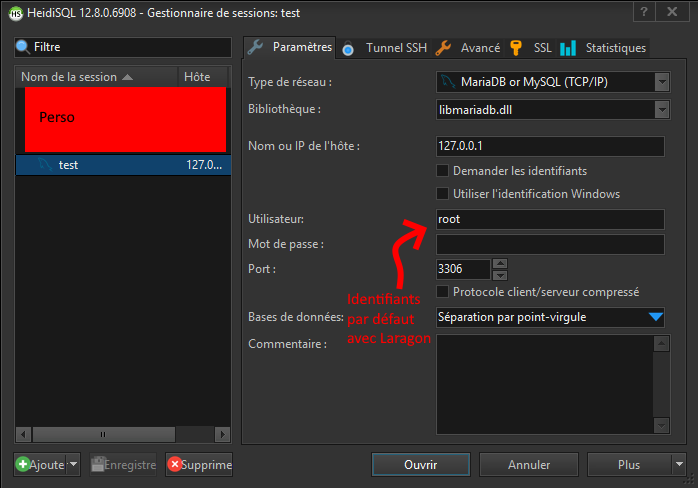 HeidiSQL 12.8.0.6908 - Gestionnaire de sessions: test
Filtre
Nom de la session Hôte
Perso
test 127.0...
Paramètres Tunnel SSH Avancé SSL Statistiques
Type de réseau : MariaDB or MySQL (TCP/IP)
Bibliothèque : libmariadb.dll
Nom ou IP de l'hôte : 127.0.0.1
Demander les identifiants
Utiliser l'identification Windows
Utilisateur: root
Mot de passe :
Port : 3306
Protocole client/serveur compressé
Identifiants
par défaut
avec Laragon
Bases de données: Séparation par point-virgule
Commentaire :
Ajoute Enregistre Supprime Ouvrir Annuler Plus